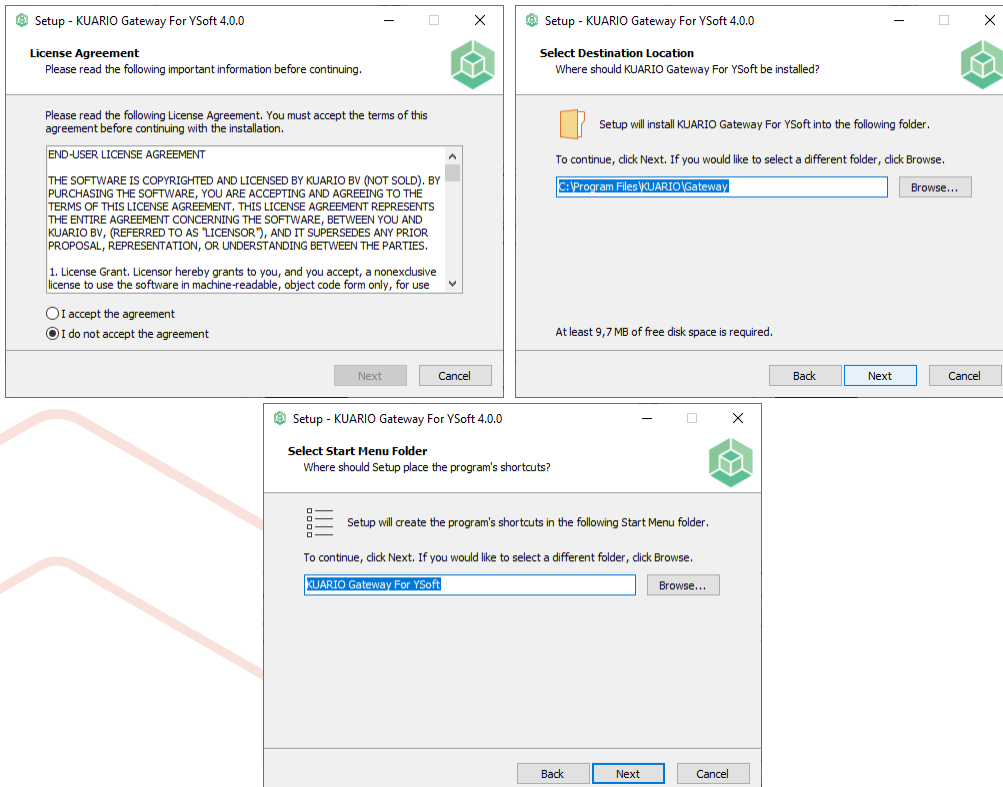 Setup - KUARIO Gateway For YSoft 4.0.0
License Agreement
Please read the following important information before continuing.
Please read the following License Agreement. You must accept the terms of this
agreement before continuing with the installation.
END-USER LICENSE AGREEMENT
THE SOFTWARE IS COPYRIGHTED AND LICENSED BY KUARIO BV (NOT SOLD). BY
PURCHASING THE SOFTWARE, YOU ARE ACCEPTING AND AGREEING TO THE
TERMS OF THIS LICENSE AGREEMENT. THIS LICENSE AGREEMENT REPRESENTS
THE ENTIRE AGREEMENT CONCERNING THE SOFTWARE, BETWEEN YOU AND
KUARIO BV, (REFERRED TO AS "LICENSOR"), AND IT SUPERSEDES ANY PRIOR
PROPOSAL, REPRESENTATION, OR UNDERSTANDING BETWEEN THE PARTIES.
1. License Grant. Licensor hereby grants to you, and you accept, a nonexclusive
license to use the software in machine-readable, object code form only, for use
I accept the agreement
I do not accept the agreement
Next
Cancel
Setup - KUARIO Gateway For YSoft 4.0.0
Select Destination Location
Where should KUARIO Gateway For YSoft be installed?
Setup will install KUARIO Gateway For YSoft into the following folder.
To continue, click Next. If you would like to select a different folder, click Browse.
C:\Program Files\KUARIO\Gateway
Browse...
At least 9,7 MB of free disk space is required.
Back
Next
Cancel
Setup - KUARIO Gateway For YSoft 4.0.0
Select Start Menu Folder
Where should Setup place the program's shortcuts?
Setup will create the program's shortcuts in the following Start Menu folder.
To continue, click Next. If you would like to select a different folder, click Browse.
KUARIO Gateway For YSoft
Browse...
Back
Next
Cancel